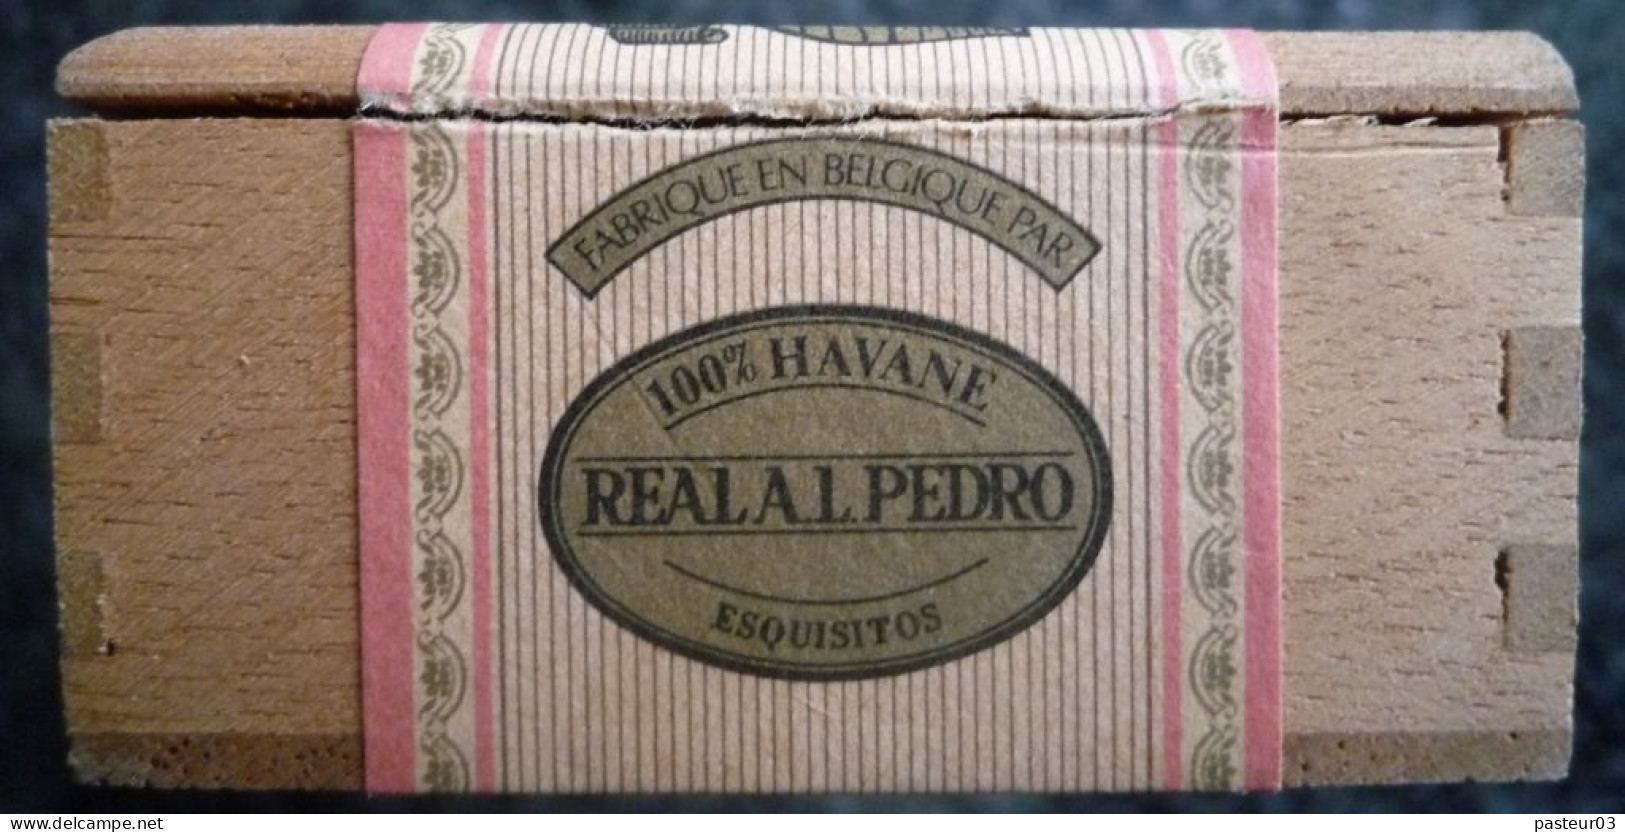 FABRIQUE EN BELGIQUE PAR
100% HAVANE
REAL A.L. PEDRO
ESQUISITOS
www.delcampe.net
pasteur03